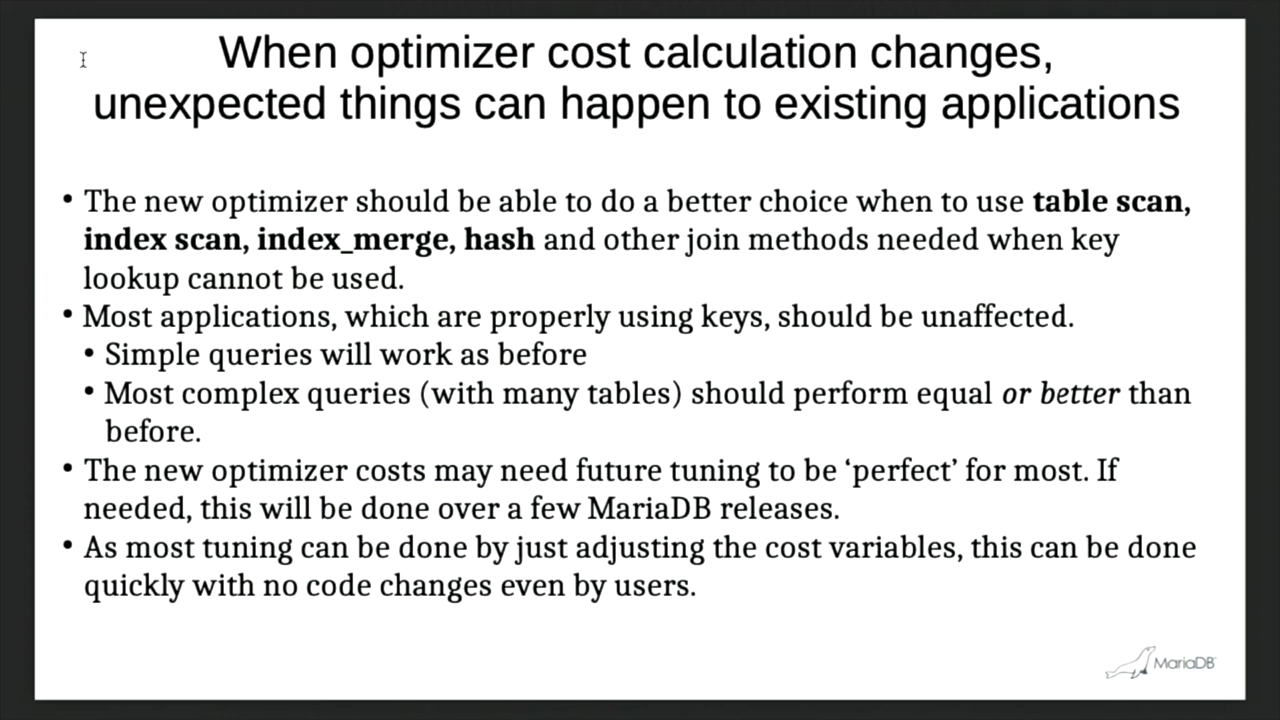 When optimizer cost calculation changes,
unexpected things can happen to existing applications
• The new optimizer should be able to do a better choice when to use table scan,
index scan, index_merge, hash and other join methods needed when key
lookup cannot be used.
• Most applications, which are properly using keys, should be unaffected.
• Simple queries will work as before
• Most complex queries (with many tables) should perform equal or better than
before.
• The new optimizer costs may need future tuning to be ‘perfect’ for most. If
needed, this will be done over a few MariaDB releases.
• As most tuning can be done by just adjusting the cost variables, this can be done
quickly with no code changes even by users.
MariaDB